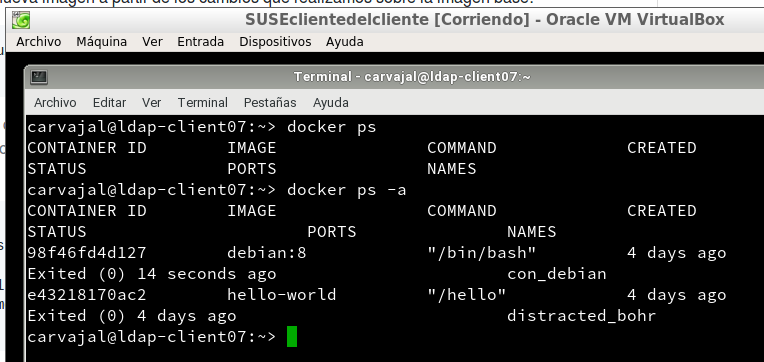 nueva imagen a partir de los cambios que realizamos sobre la imagen base.
SUSEclientedelcliente [Corriendo] - Oracle VM VirtualBox
Archivo Máquina Ver Entrada Dispositivos Ayuda
Terminal - carvajal@ldap-client07:~
Archivo Editar Ver Terminal Pestañas Ayuda
carvajal@ldap-client07:~> docker ps
CONTAINER ID IMAGE COMMAND CREATED
STATUS PORTS NAMES
carvajal@ldap-client07:~> docker ps -a
CONTAINER ID IMAGE COMMAND CREATED
STATUS PORTS NAMES
98f46fd4d127 debian:8 "/bin/bash" 4 days ago
Exited (0) 14 seconds ago con_debian
e43218170ac2 hello-world "/hello" 4 days ago
Exited (0) 4 days ago distracted_bohr
carvajal@ldap-client07:~>